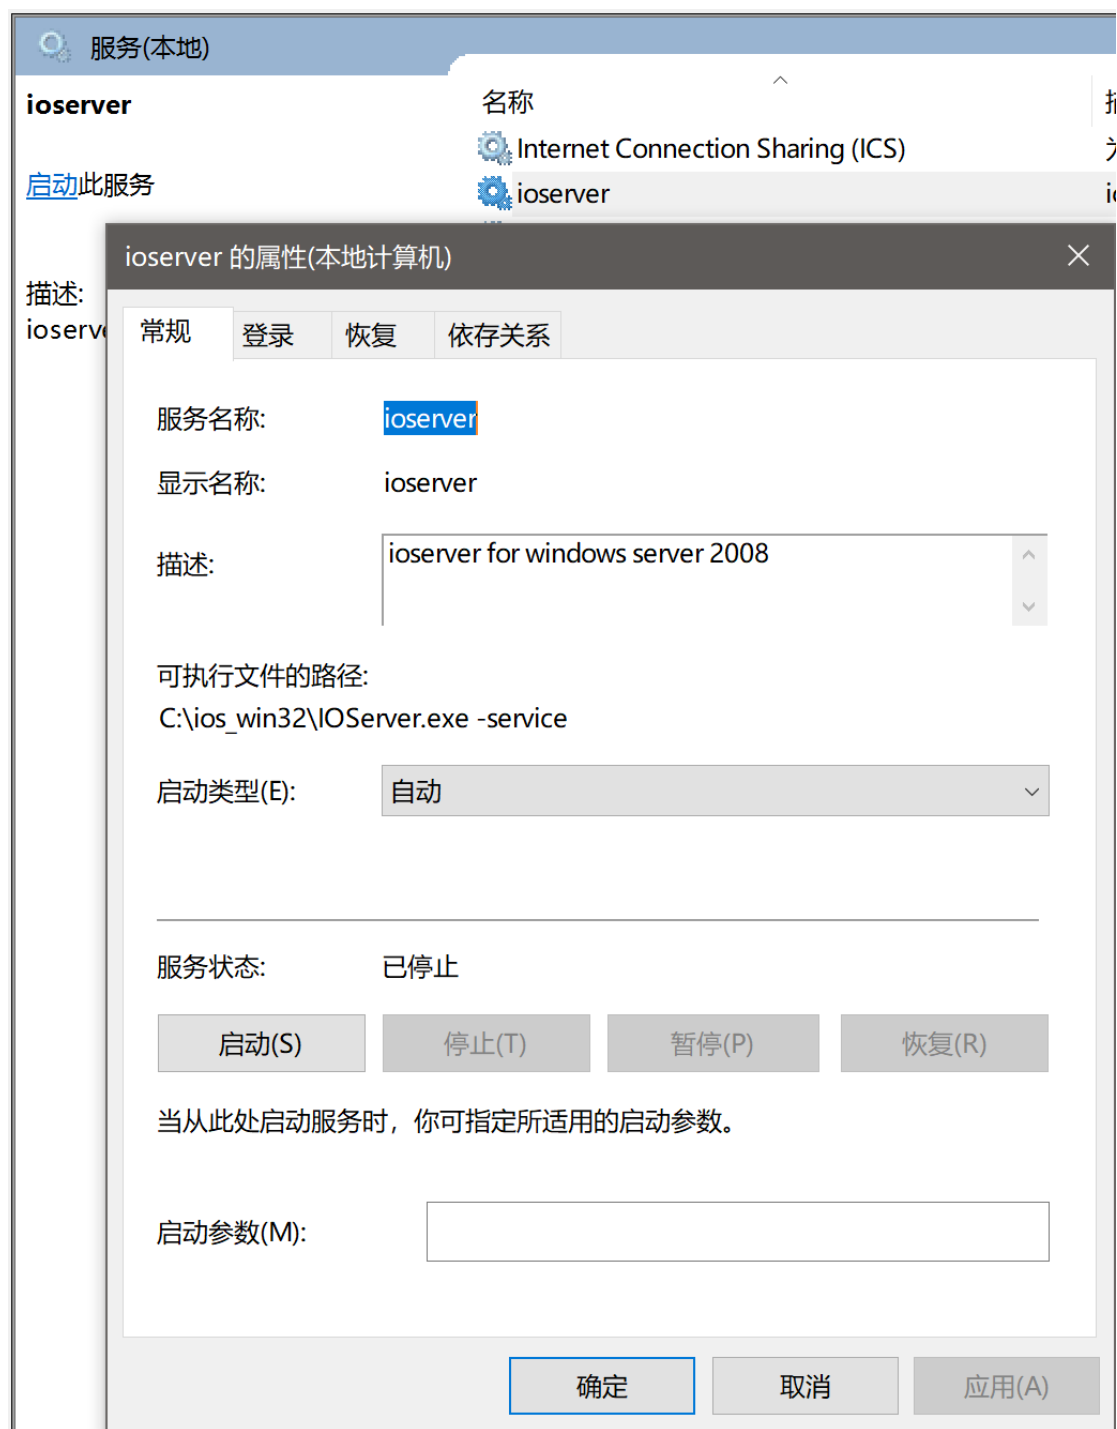 服务(本地)
ioserver
启动此服务
描述:
名称
Internet Connection Sharing (ICS)
ioserver
ioserver 的属性(本地计算机)
常规 登录 恢复 依存关系
服务名称: ioserver
显示名称: ioserver
描述: ioserver for windows server 2008
可执行文件的路径:
C:\ios_win32\IOServer.exe -service
启动类型(E): 自动
服务状态: 已停止
启动(S) 停止(T) 暂停(P) 恢复(R)
当从此处启动服务时，你可指定所适用的启动参数。
启动参数(M):
确定 取消 应用(A)